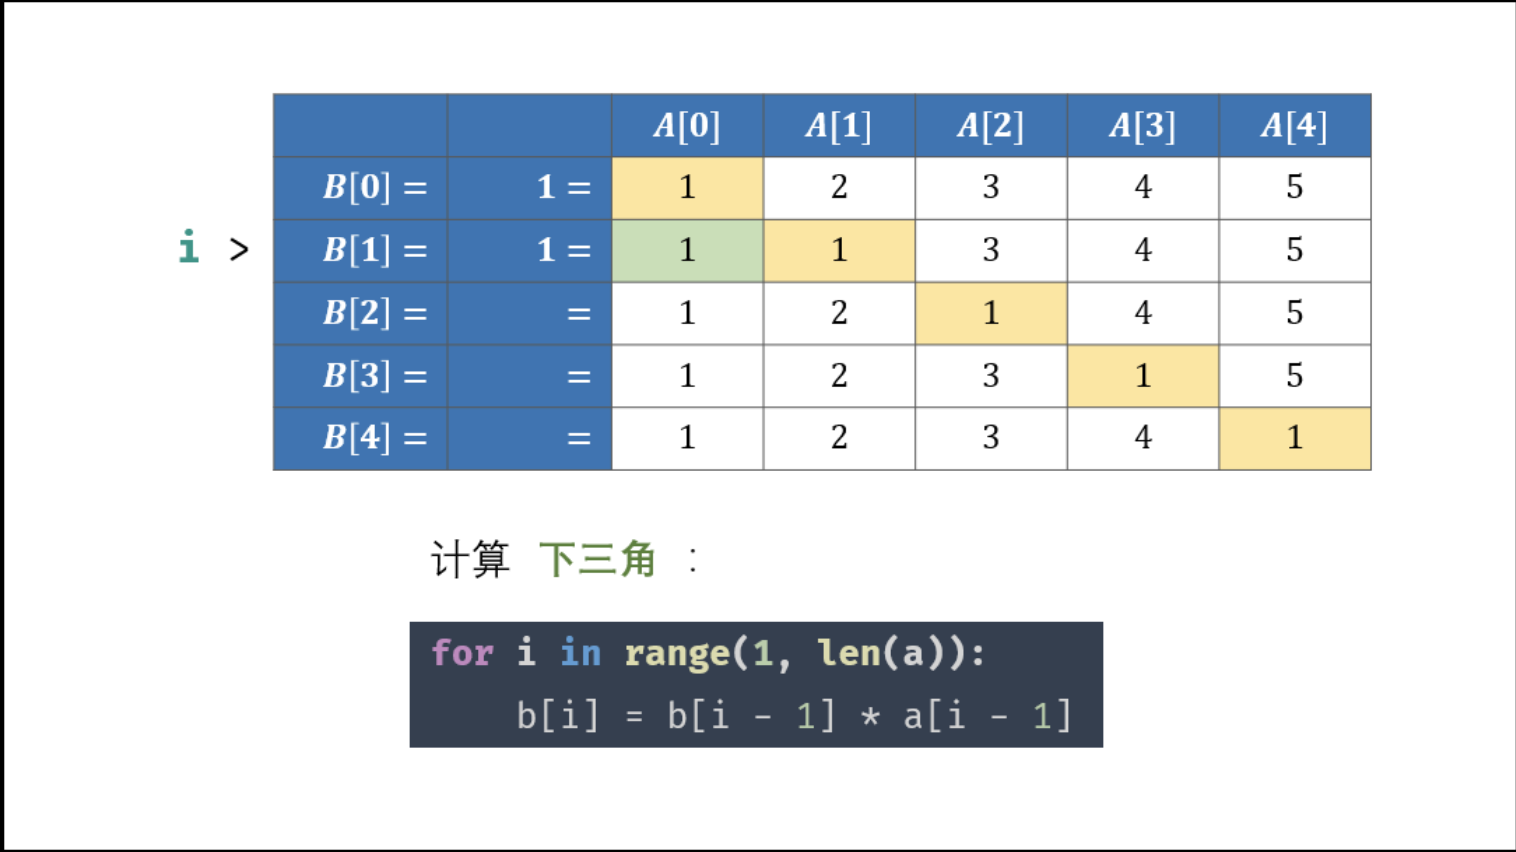 A[0] A[1] A[2] A[3] A[4]
B[0] = 1 = 1 2 3 4 5
i > B[1] = 1 = 1 1 3 4 5
B[2] = = 1 2 1 4 5
B[3] = = 1 2 3 1 5
B[4] = = 1 2 3 4 1
计算 下三角 :
for i in range(1, len(a)):
    b[i] = b[i - 1] * a[i - 1]